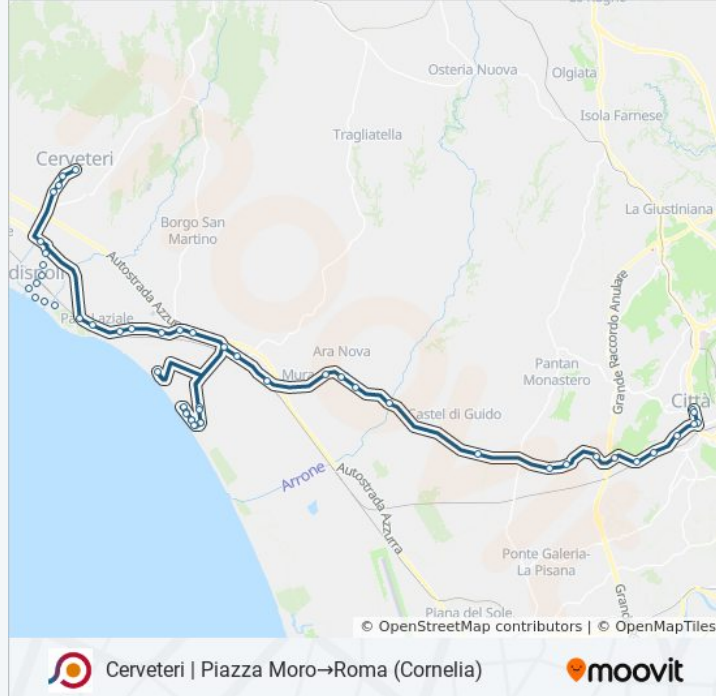 Osteria Nuova
Olgiata
Isola Farnese
Tragliatella
Cerveteri
La Giustiniana
Borgo San
Martino
Autostrada Azzurra
dispoli
Laziale
Grande Raccordo Anulare
Ara Nova
Pantan
Monastero
Città
Castel di Guido
Arrone
Autostrada Azzurra
Ponte Galeria-
La Pisana
Piana del Sole
© OpenStreetMap contributors | © OpenMapTiles
Cerveteri | Piazza Moro→Roma (Cornelia)
moovit